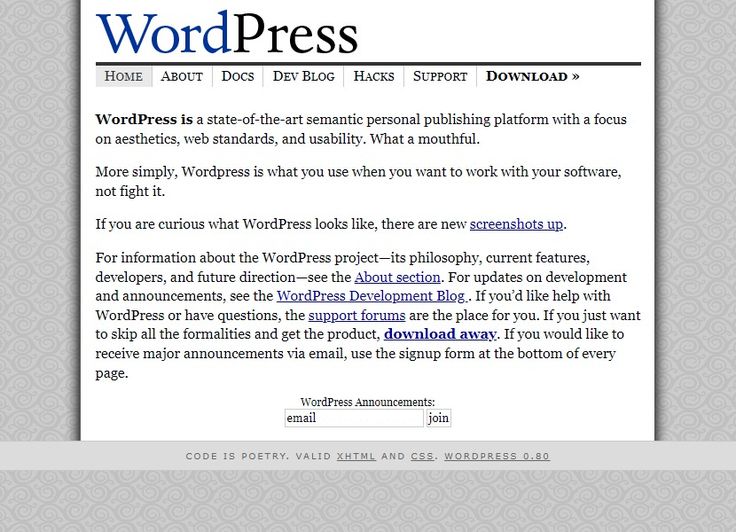 WordPress
HOME ABOUT DOCS DEV BLOG HACKS SUPPORT DOWNLOAD »
WordPress is a state-of-the-art semantic personal publishing platform with a focus
on aesthetics, web standards, and usability. What a mouthful.
More simply, Wordpress is what you use when you want to work with your software,
not fight it.
If you are curious what WordPress looks like, there are new screenshots up.
For information about the WordPress project—its philosophy, current features,
developers, and future direction—see the About section. For updates on development
and announcements, see the WordPress Development Blog . If you'd like help with
WordPress or have questions, the support forums are the place for you. If you just want
to skip all the formalities and get the product, download away. If you would like to
receive major announcements via email, use the signup form at the bottom of every
page.
WordPress Announcements:
email join
CODE IS POETRY. VALID XHTML AND CSS. WORDPRESS 0.80